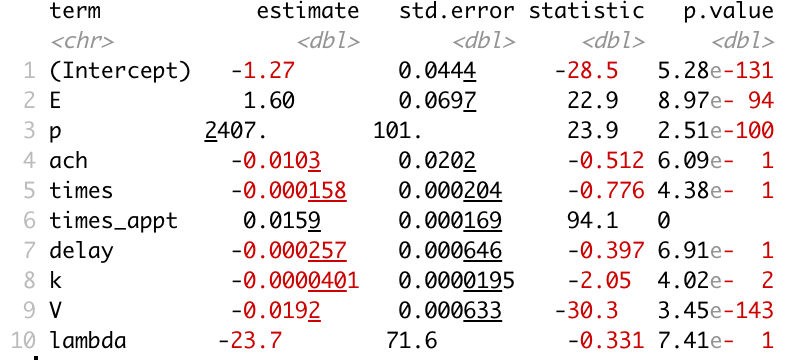 term estimate std.error statistic p.value
<chr> <dbl> <dbl> <dbl> <dbl>
1 (Intercept) -1.27 0.0444 -28.5 5.28e-131
2 E 1.60 0.0697 22.9 8.97e- 94
3 p 2407. 101. 23.9 2.51e-100
4 ach -0.0103 0.0202 -0.512 6.09e- 1
5 times -0.000158 0.000204 -0.776 4.38e- 1
6 times_appt 0.0159 0.000169 94.1 0
7 delay -0.000257 0.000646 -0.397 6.91e- 1
8 k -0.0000401 0.0000195 -2.05 4.02e- 2
9 V -0.0192 0.000633 -30.3 3.45e-143
10 lambda -23.7 71.6 -0.331 7.41e- 1